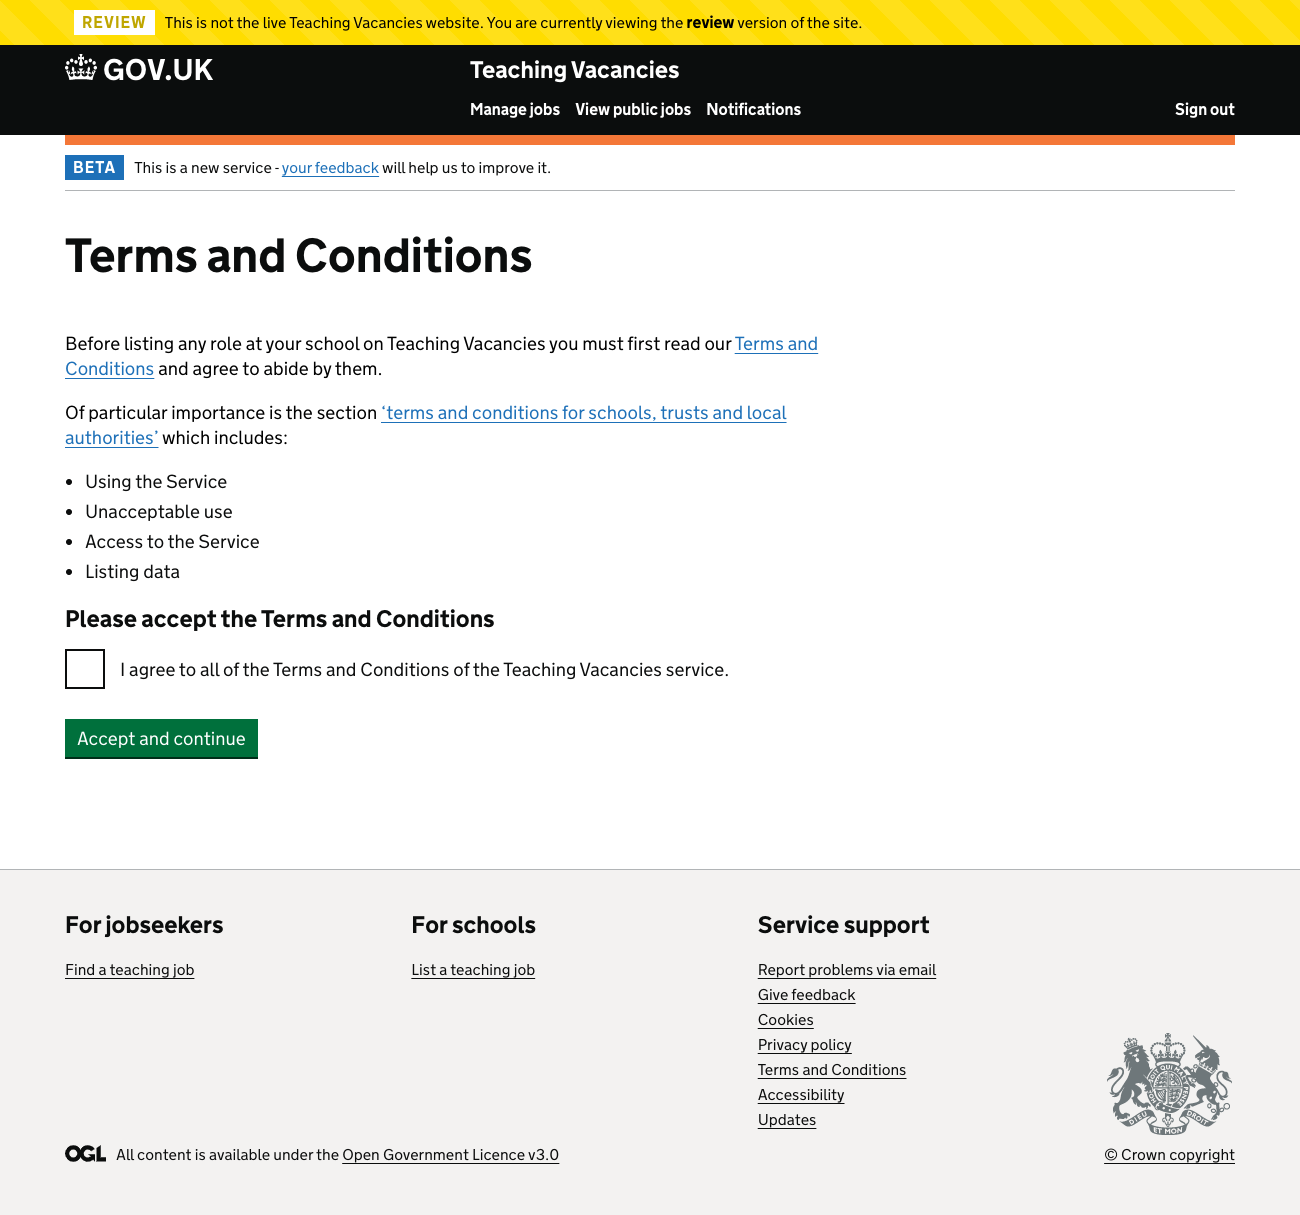 REVIEW This is not the live Teaching Vacancies website. You are currently viewing the review version of the site.
GOV.UK Teaching Vacancies
Manage jobs View public jobs Notifications Sign out
BETA This is a new service - your feedback will help us to improve it.
Terms and Conditions
Before listing any role at your school on Teaching Vacancies you must first read our Terms and
Conditions and agree to abide by them.
Of particular importance is the section ‘terms and conditions for schools, trusts and local
authorities’ which includes:
• Using the Service
• Unacceptable use
• Access to the Service
• Listing data
Please accept the Terms and Conditions
I agree to all of the Terms and Conditions of the Teaching Vacancies service.
Accept and continue
For jobseekers
Find a teaching job
For schools
List a teaching job
Service support
Report problems via email
Give feedback
Cookies
Privacy policy
Terms and Conditions
Accessibility
Updates
DIEU ET MON DROIT
OGL All content is available under the Open Government Licence v3.0
© Crown copyright